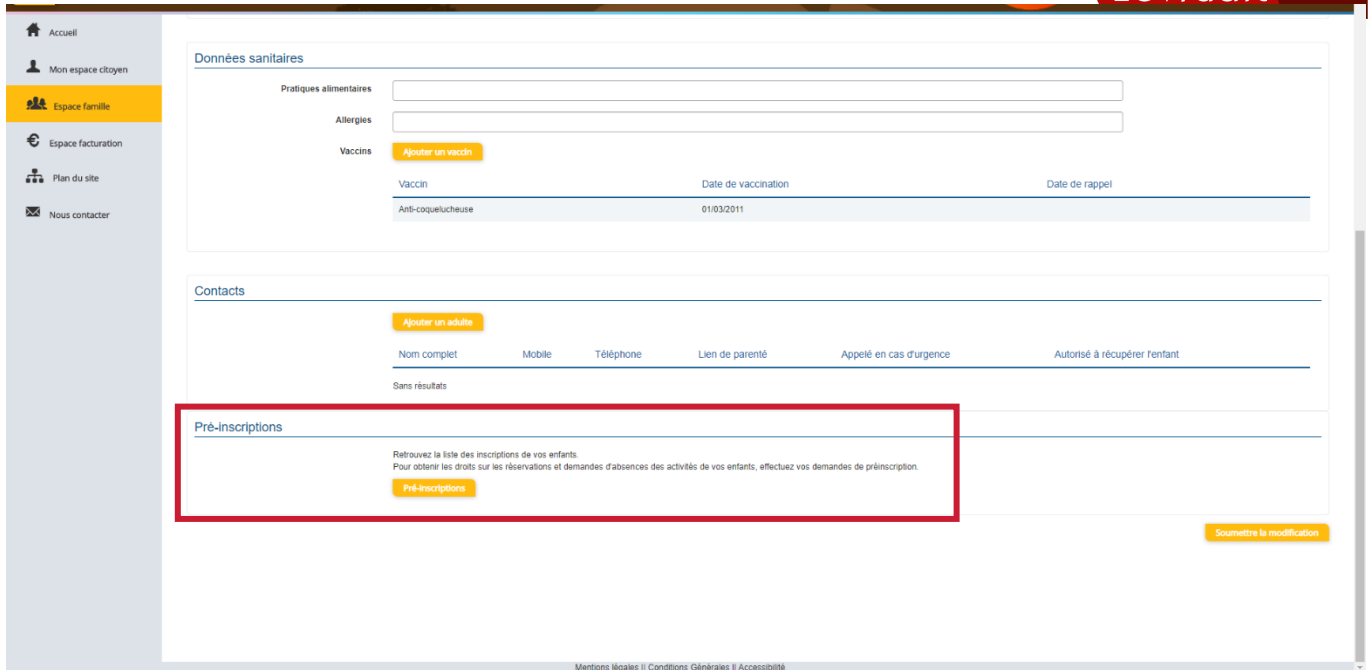 Accueil
Mon espace citoyen
Espace famille
Espace facturation
Plan du site
Nous contacter
Données sanitaires
Pratiques alimentaires
Allergies
Vaccins Ajouter un vaccin
Vaccin Date de vaccination Date de rappel
Anti-coquelucheuse 01/03/2011
Contacts
Ajouter un adulte
Nom complet Mobile Téléphone Lien de parenté Appelé en cas d'urgence Autorisé à récupérer l'enfant
Sans résultats
Pré-inscriptions
Retrouvez la liste des inscriptions de vos enfants.
Pour obtenir les droits sur les réservations et demandes d'absences des activités de vos enfants, effectuez vos demandes de préinscription.
Pré-inscriptions
Soumettre la modification
Mentions légales II Conditions Générales II Accessibilité